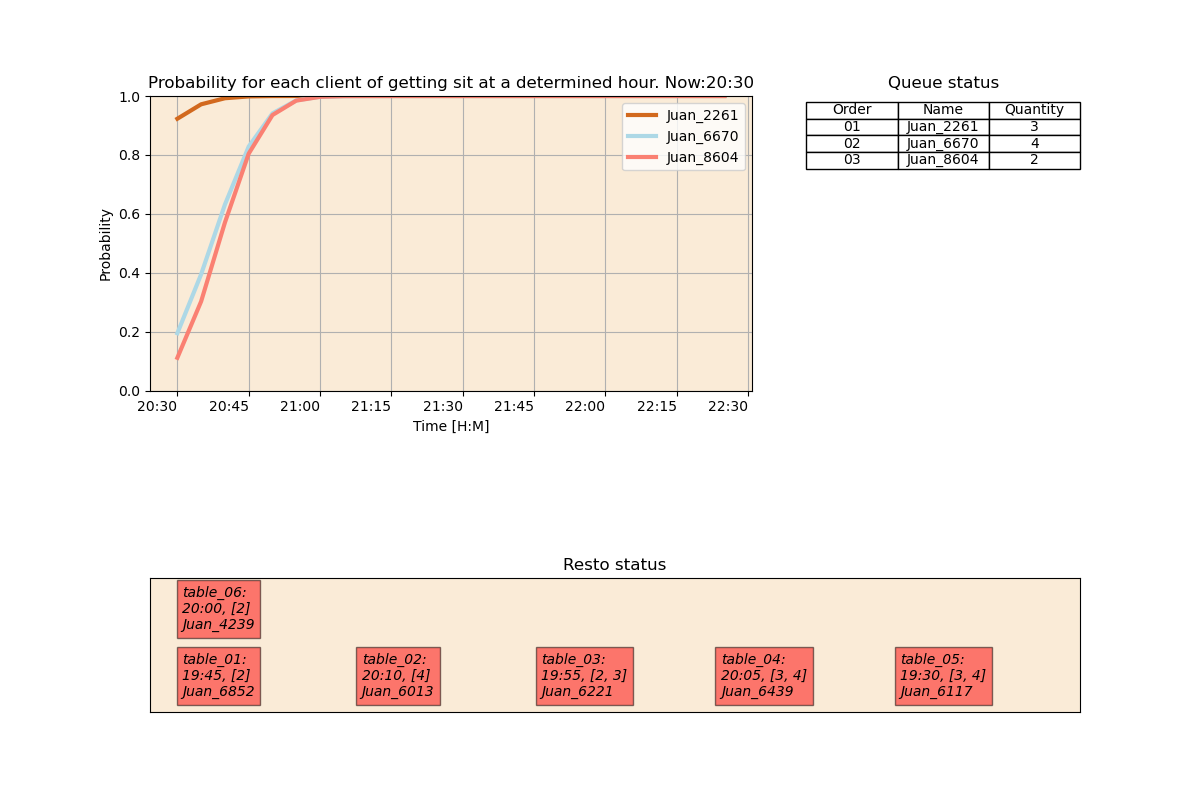 Probability for each client of getting sit at a determined hour. Now:20:30
1.0
0.8
0.6
0.4
0.2
0.0
Probability
Juan_2261
Juan_6670
Juan_8604
20:30 20:45 21:00 21:15 21:30 21:45 22:00 22:15 22:30
Time [H:M]
Queue status
Order Name Quantity
01 Juan_2261 3
02 Juan_6670 4
03 Juan_8604 2
Resto status
table_06:
20:00, [2]
Juan_4239
table_01:
19:45, [2]
Juan_6852
table_02:
20:10, [4]
Juan_6013
table_03:
19:55, [2, 3]
Juan_6221
table_04:
20:05, [3, 4]
Juan_6439
table_05:
19:30, [3, 4]
Juan_6117